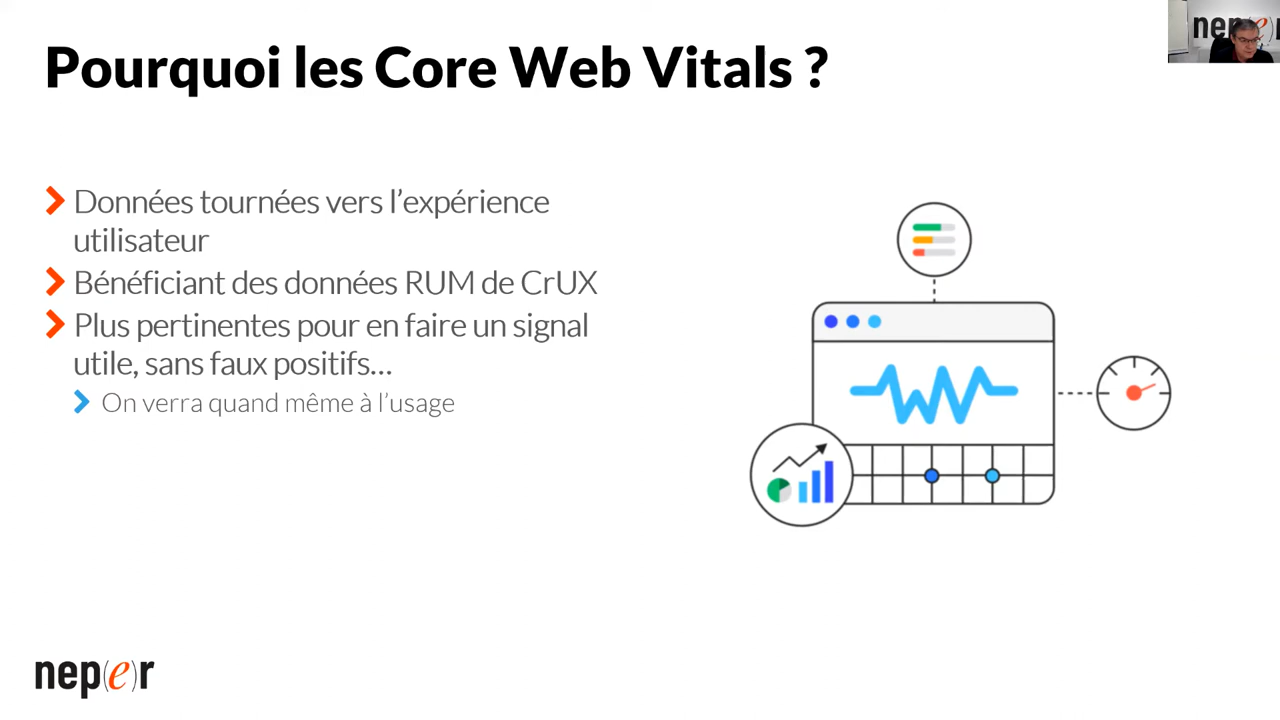 Pourquoi les Core Web Vitals ?
Données tournées vers l’expérience
utilisateur
Bénéficiant des données RUM de CrUX
Plus pertinentes pour en faire un signal
utile, sans faux positifs...
On verra quand même à l’usage
nep(e)r